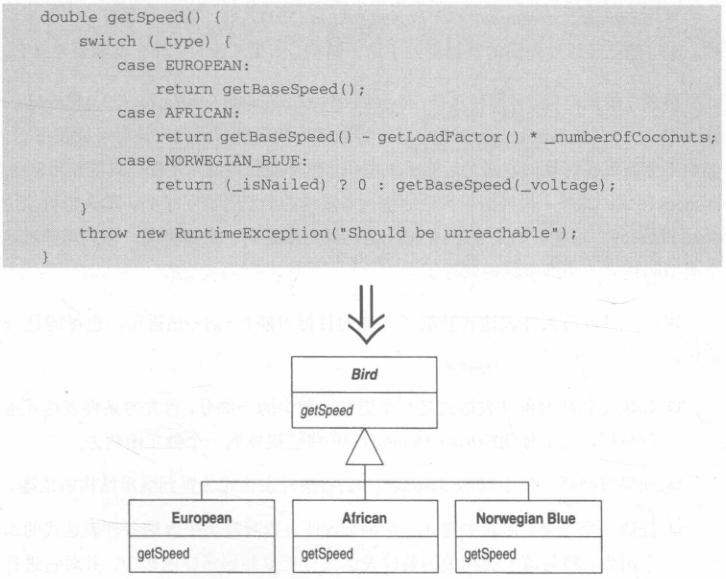 double getSpeed() {
switch (_type) {
case EUROPEAN:
return getBaseSpeed();
case AFRICAN:
return getBaseSpeed() - getLoadFactor() * _numberOfCoconuts;
case NORWEGIAN_BLUE:
return (_isNailed) ? 0 : getBaseSpeed(_voltage);
}
throw new RuntimeException("Should be unreachable");
}
Bird
getSpeed
European
getSpeed
African
getSpeed
Norwegian Blue
getSpeed